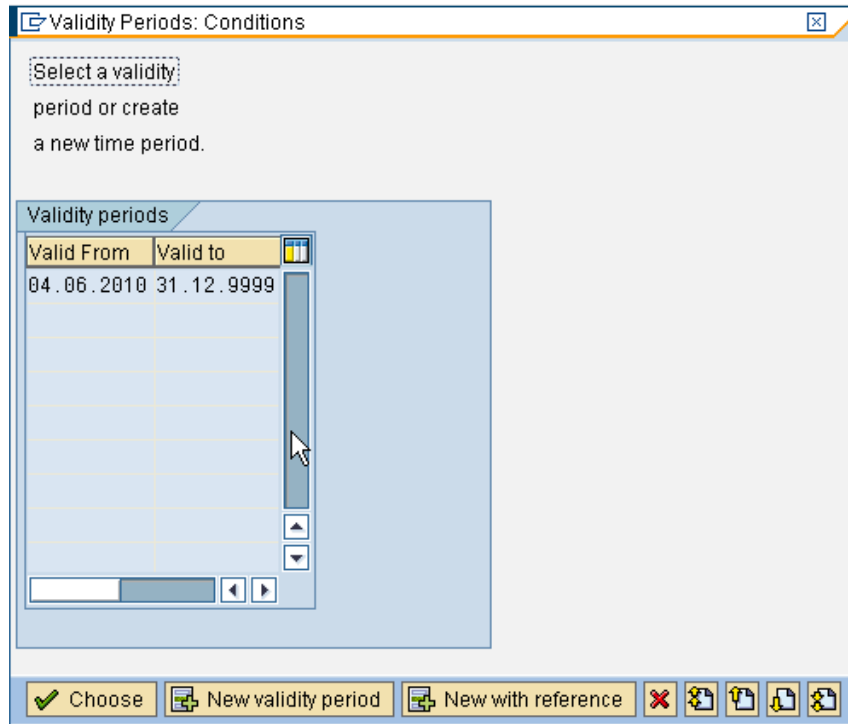 Validity Periods: Conditions
Select a validity
period or create
a new time period.
Validity periods
Valid From Valid to
04.06.2010 31.12.9999
Choose New validity period New with reference